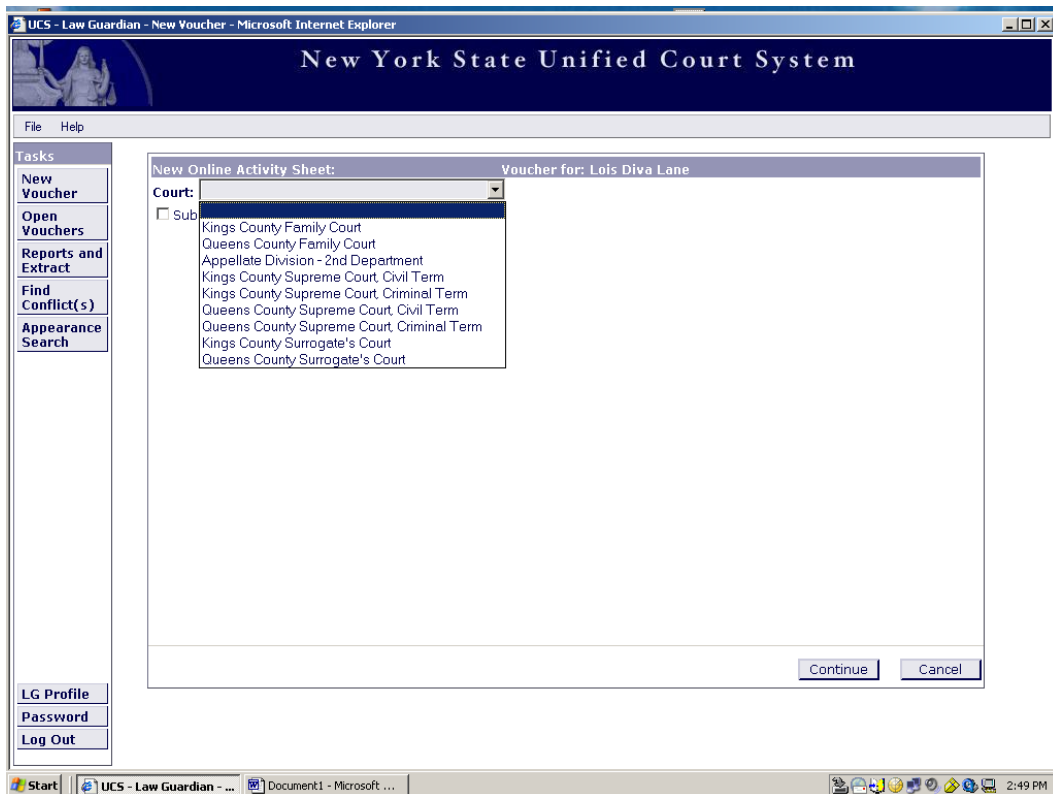 UCS - Law Guardian - New Voucher - Microsoft Internet Explorer
New York State Unified Court System
File Help
Tasks
New
Voucher
Open
Vouchers
Reports and
Extract
Find
Conflict(s)
Appearance
Search
LG Profile
Password
Log Out
New Online Activity Sheet: Voucher for: Lois Diva Lane
Court:
Sub
Kings County Family Court
Queens County Family Court
Appellate Division - 2nd Department
Kings County Supreme Court, Civil Term
Kings County Supreme Court, Criminal Term
Queens County Supreme Court, Civil Term
Queens County Supreme Court, Criminal Term
Kings County Surrogate's Court
Queens County Surrogate's Court
Continue Cancel
Start UCS - Law Guardian - ... Document1 - Microsoft ... 2:49 PM